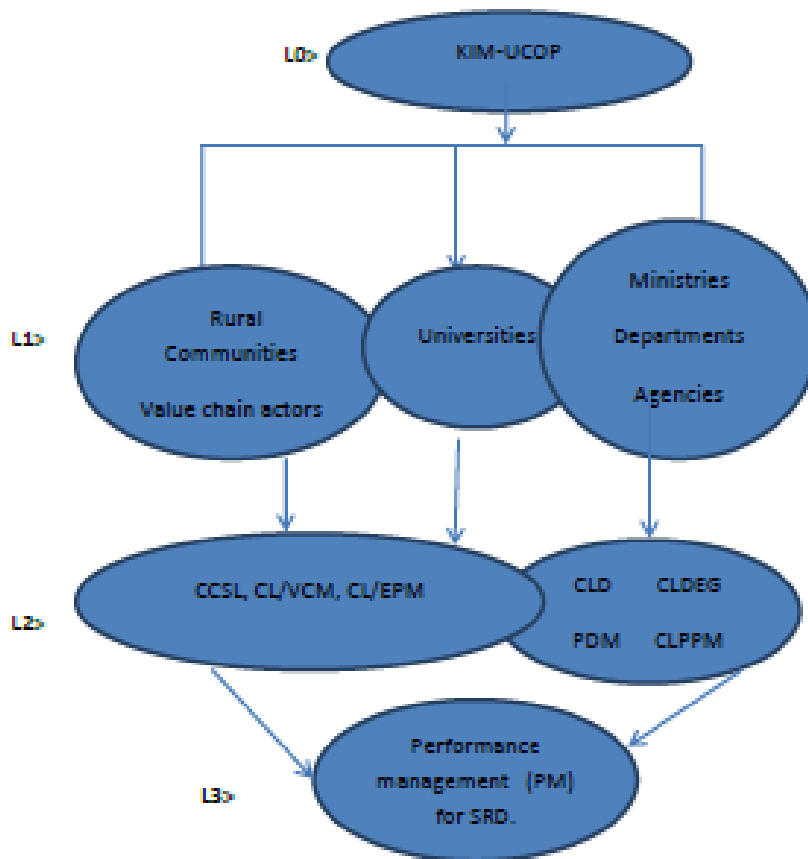 L0>
KIM-UCOP
L1>
Rural
Communities
Value chain actors
Universities
Ministries
Departments
Agencies
L2>
CCSL, CL/VCM, CL/EPM
CLD CLDEG
PDM CLPPM
L3>
Performance
management (PM)
for SRD.